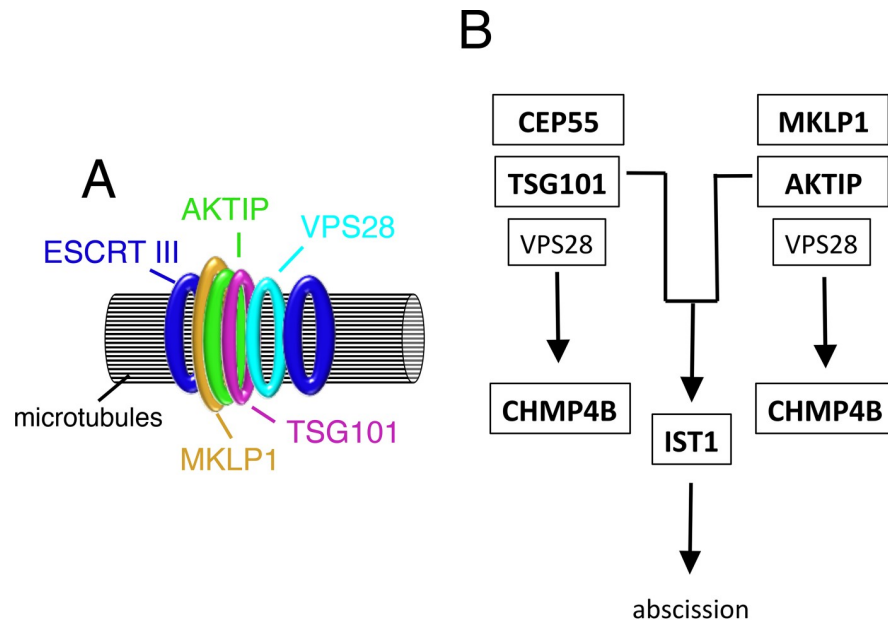 A
AKTIP
VPS28
ESCRT III
microtubules
TSG101
MKLP1
B
CEP55
MKLP1
TSG101
AKTIP
VPS28
VPS28
CHMP4B
CHMP4B
IST1
abscission